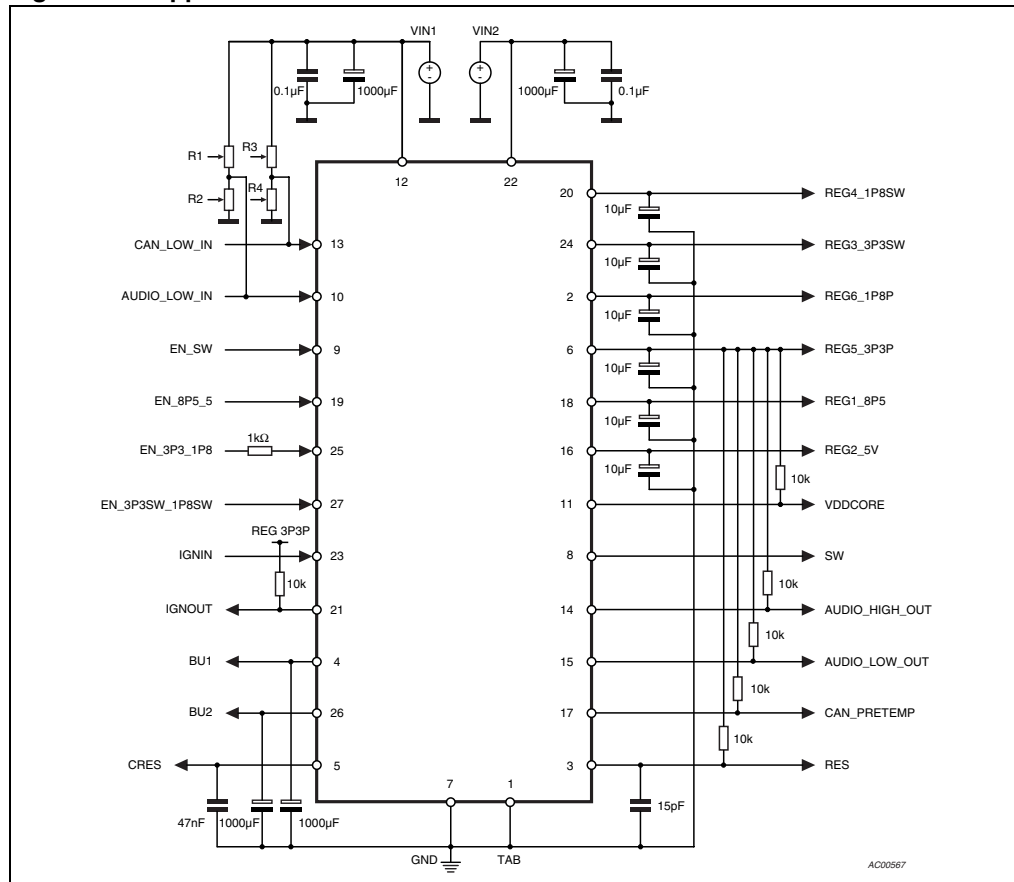 VIN1 VIN2
0.1µF 1000µF 1000µF 0.1µF
R1 R3
R2 R4
12 22
20 REG4_1P8SW
10µF
CAN_LOW_IN 13 24 REG3_3P3SW
10µF
AUDIO_LOW_IN 10 2 REG6_1P8P
10µF
EN_SW 9 6 REG5_3P3P
10µF
EN_8P5_5 19 18 REG1_8P5
10µF
1kΩ
EN_3P3_1P8 25 16 REG2_5V
10µF
10k
EN_3P3SW_1P8SW 27 11 VDDCORE
REG 3P3P
IGNIN 23 8 SW
10k 10k
IGNOUT 21 14 AUDIO_HIGH_OUT
10k
BU1 4 15 AUDIO_LOW_OUT
10k
BU2 26 17 CAN_PRETEMP
10k
CRES 5 3 RES
7 1
47nF 1000µF 1000µF 15pF
GND TAB
AC00567